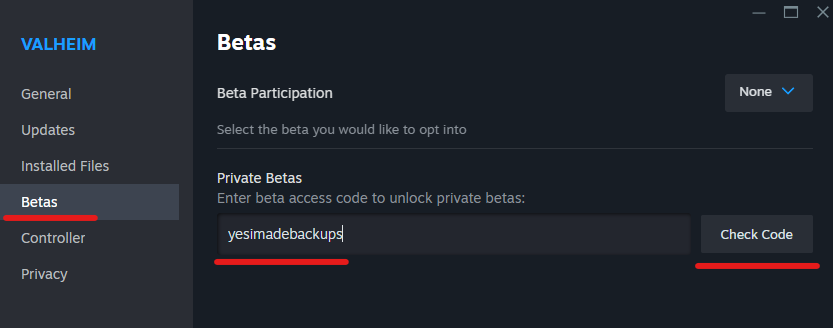 VALHEIM
General
Updates
Installed Files
Betas
Controller
Privacy
Betas
Beta Participation
None
Select the beta you would like to opt into
Private Betas
Enter beta access code to unlock private betas:
yesimadebackups
Check Code